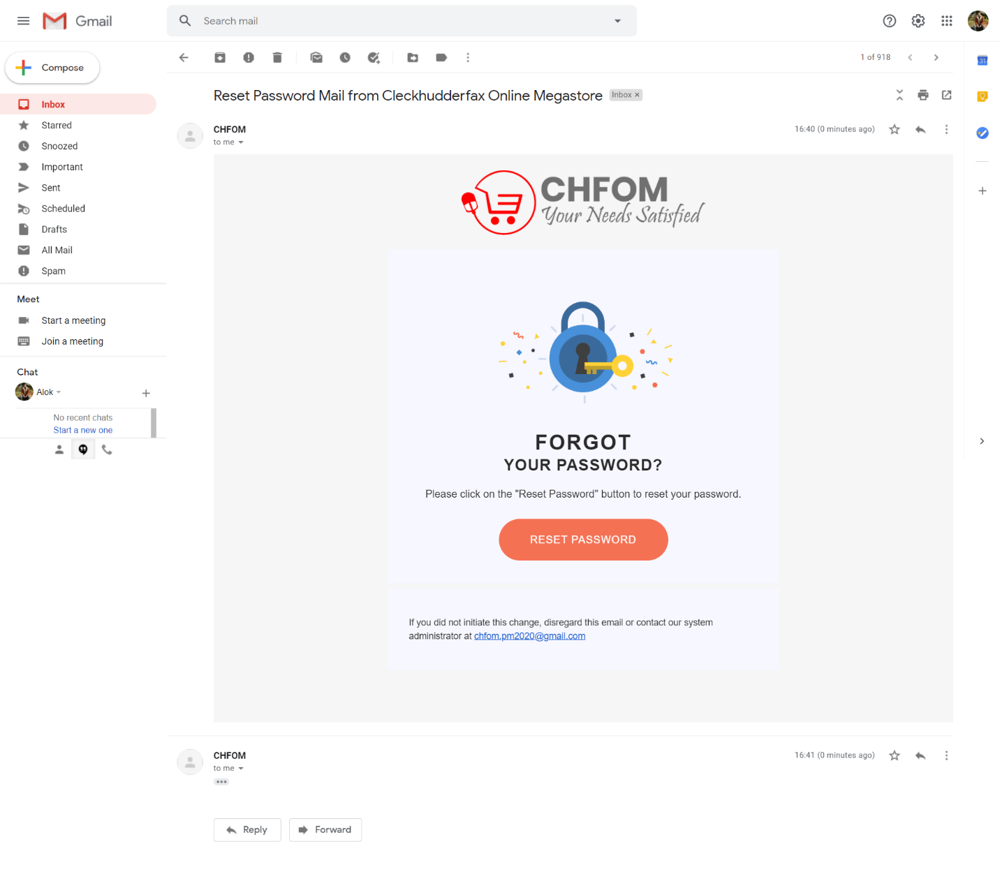 Gmail
Search mail
Compose
1 of 918
31
Inbox
Starred
Snoozed
Important
Sent
Scheduled
Drafts
All Mail
Spam
Meet
Start a meeting
Join a meeting
Chat
Alok
No recent chats
Start a new one
Reset Password Mail from Cleckhudderfax Online Megastore
Inbox ×
CHFOM
16:40 (0 minutes ago)
to me
CHFOM
Your Needs Satisfied
FORGOT
YOUR PASSWORD?
Please click on the "Reset Password" button to reset your password.
RESET PASSWORD
If you did not initiate this change, disregard this email or contact our system
administrator at chfom.pm2020@gmail.com
CHFOM
16:41 (0 minutes ago)
to me
Reply
Forward